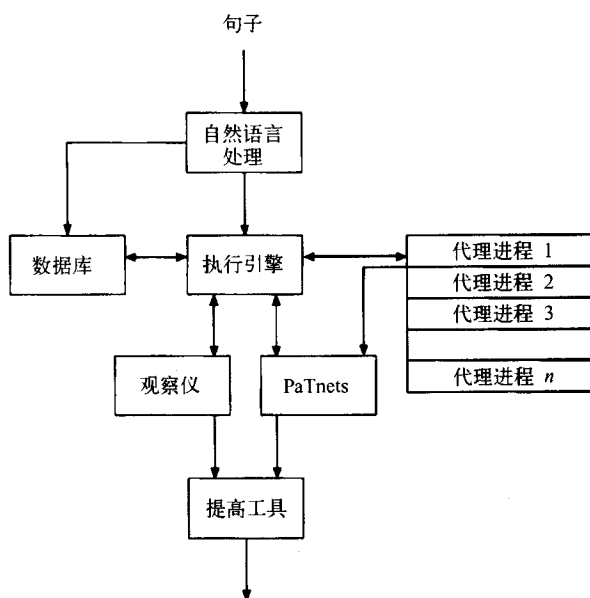 句子
自然语言
处理
数据库
执行引擎
代理进程 1
代理进程 2
代理进程 3
代理进程 n
观察仪
PaTnets
提高工具